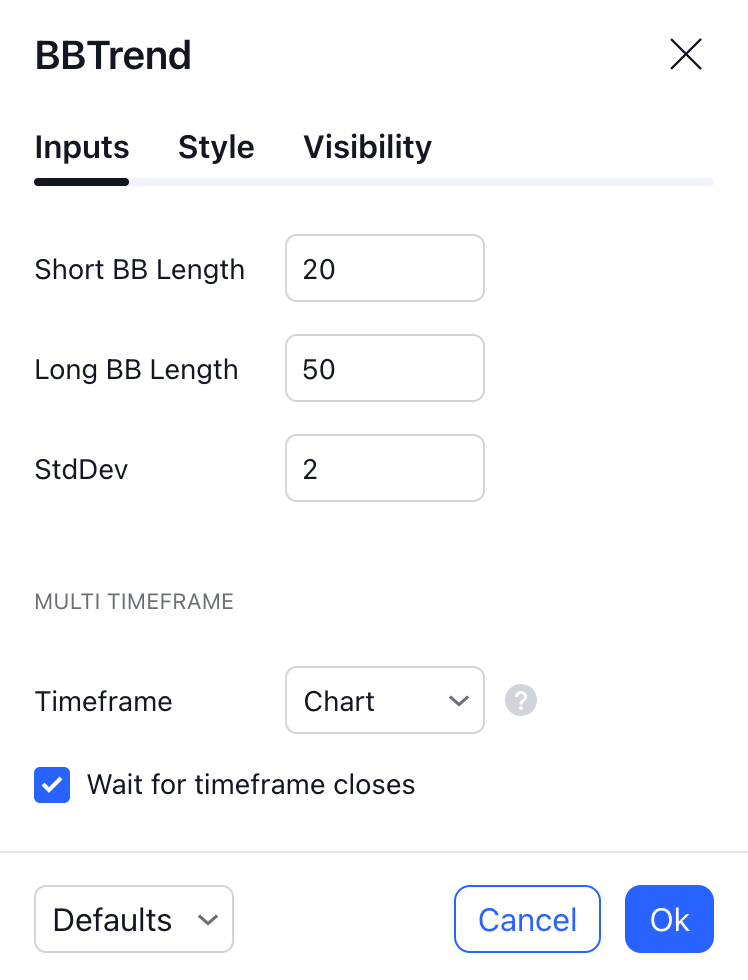 BBTrend
Inputs Style Visibility
Short BB Length 20
Long BB Length 50
StdDev 2
MULTI TIMEFRAME
Timeframe Chart ?
Wait for timeframe closes
Defaults Cancel Ok